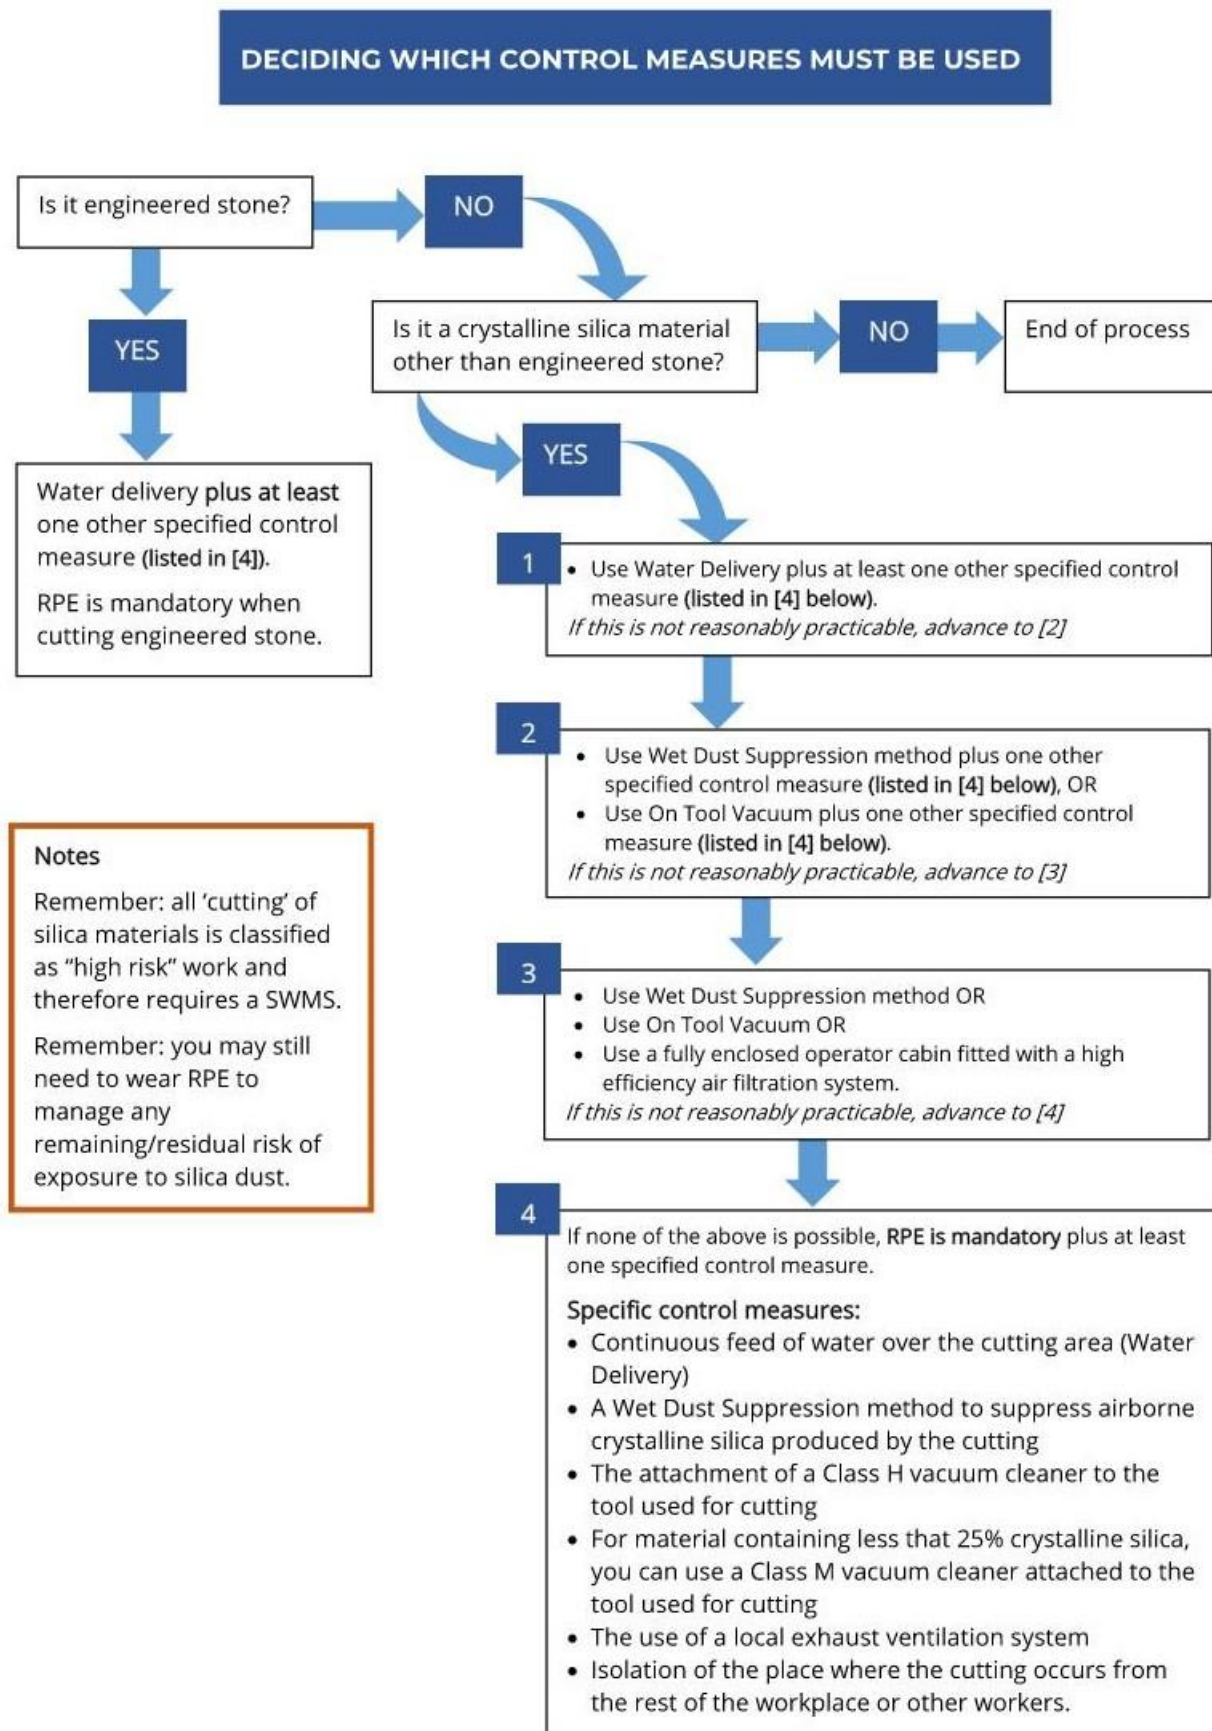 DECIDING WHICH CONTROL MEASURES MUST BE USED
Is it engineered stone?
NO
YES
Is it a crystalline silica material
other than engineered stone?
NO
End of process
YES
Water delivery plus at least
one other specified control
measure (listed in [4]).
RPE is mandatory when
cutting engineered stone.
1
• Use Water Delivery plus at least one other specified control
measure (listed in [4] below).
If this is not reasonably practicable, advance to [2]
2
• Use Wet Dust Suppression method plus one other
specified control measure (listed in [4] below), OR
• Use On Tool Vacuum plus one other specified control
measure (listed in [4] below).
If this is not reasonably practicable, advance to [3]
Notes
Remember: all ‘cutting’ of
silica materials is classified
as “high risk” work and
therefore requires a SWMS.
Remember: you may still
need to wear RPE to
manage any
remaining/residual risk of
exposure to silica dust.
3
• Use Wet Dust Suppression method OR
• Use On Tool Vacuum OR
• Use a fully enclosed operator cabin fitted with a high
efficiency air filtration system.
If this is not reasonably practicable, advance to [4]
4
If none of the above is possible, RPE is mandatory plus at least
one specified control measure.
Specific control measures:
• Continuous feed of water over the cutting area (Water
Delivery)
• A Wet Dust Suppression method to suppress airborne
crystalline silica produced by the cutting
• The attachment of a Class H vacuum cleaner to the
tool used for cutting
• For material containing less that 25% crystalline silica,
you can use a Class M vacuum cleaner attached to the
tool used for cutting
• The use of a local exhaust ventilation system
• Isolation of the place where the cutting occurs from
the rest of the workplace or other workers.